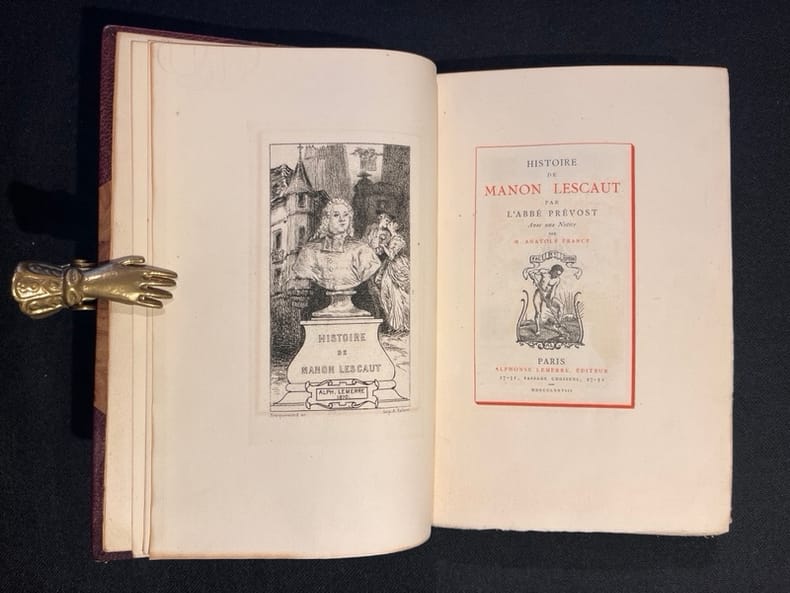 HISTOIRE
DE
MANON LESCAUT
ALPH. LEMERRE
HISTOIRE
DE
MANON LESCAUT
PAR
L'ABBÉ PRÉVOST
Avec une Notice
PAR
M. ANATOLE FRANCE
PARIS
ALPHONSE LEMERRE, ÉDITEUR
27-31, PASSAGE CHOISEUL, 27-31